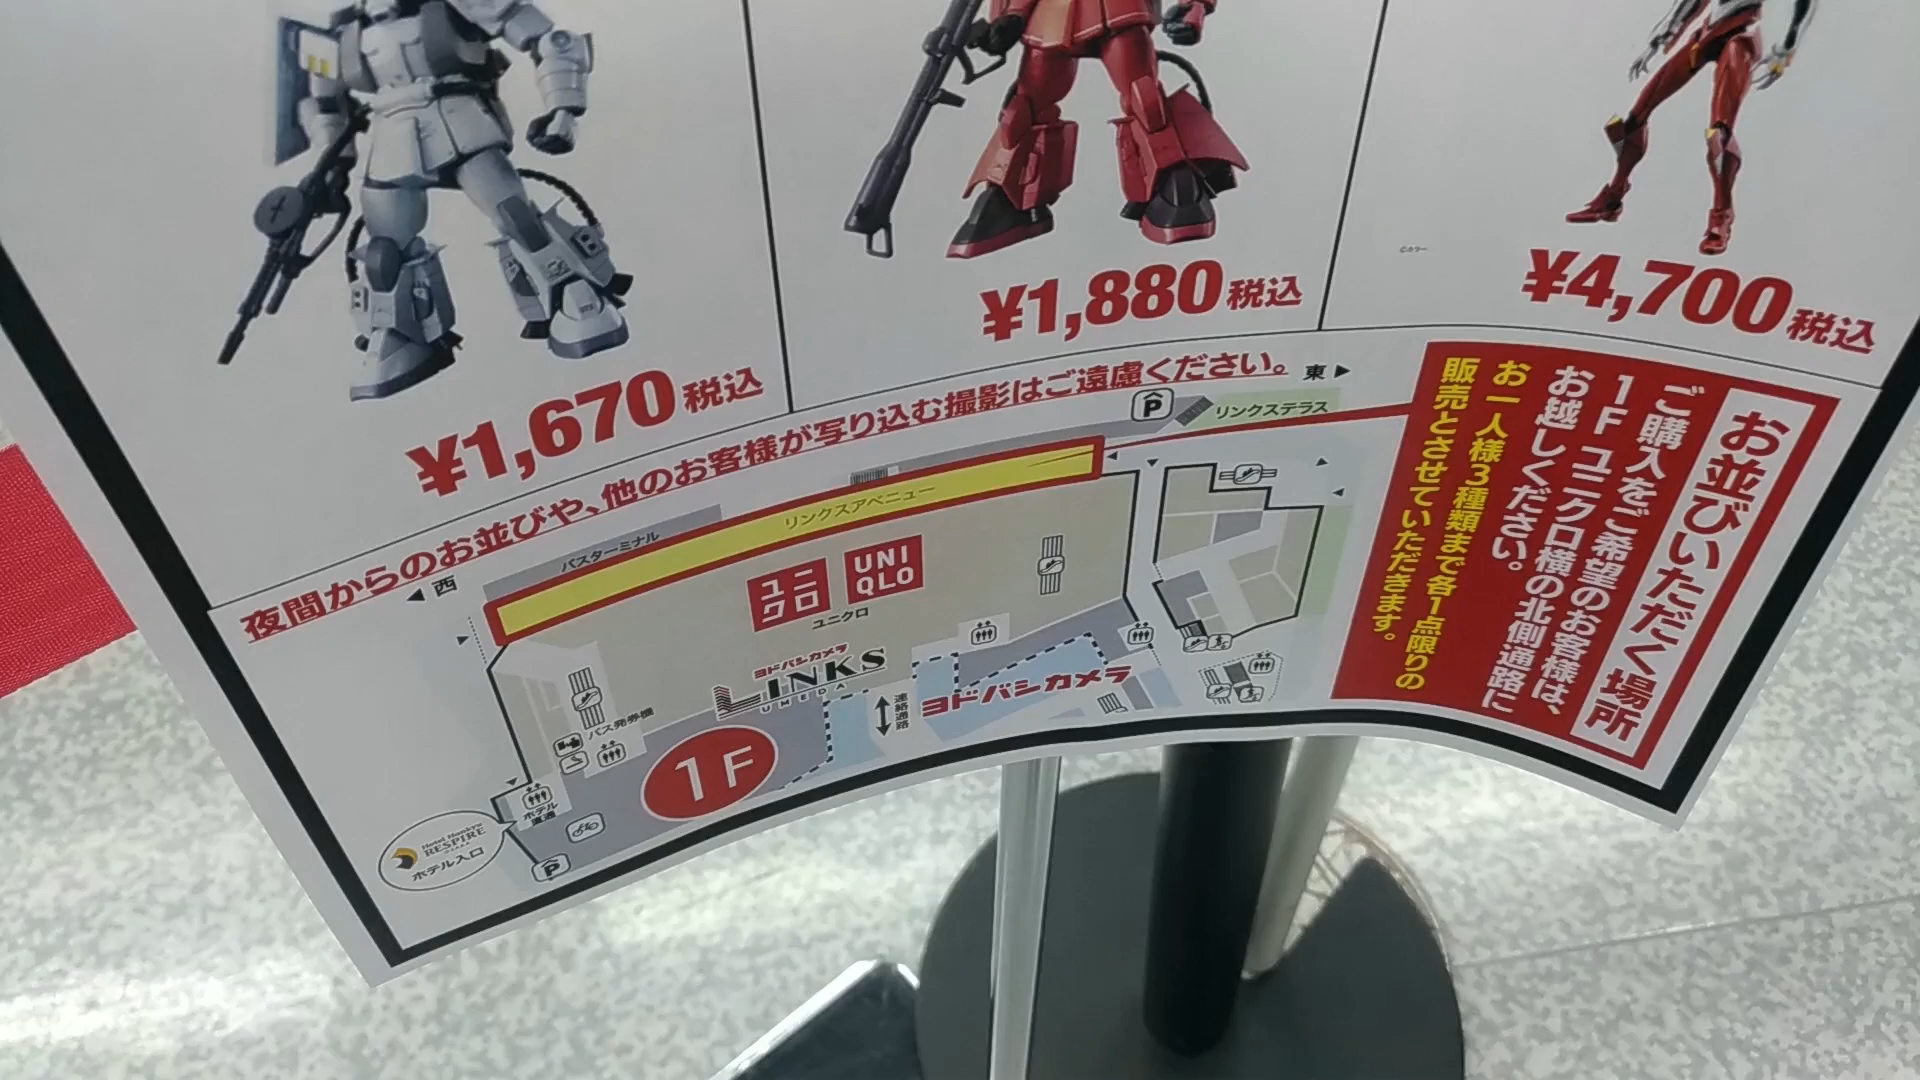 ¥1,670税込
¥1,880税込
¥4,700税込
夜間からのお並びや、他のお客様が写り込む撮影はご遠慮ください。
◀西
東▶
P
リンクステラス
バスターミナル
リンクスアベニュー
ユニ
クロ
UNI
QLO
ユニクロ
ヨドバシカメラ
LINKS
UMEDA
連絡通路
ヨドバシカメラ
バス発券機
1F
ホテル
直通
Hotel Hankyu
RESPIRE
OSAKA
ホテル入口
P
お並びいただく場所
ご購入をご希望のお客様は、
1F ユニクロ横の北側通路に
お越しください。
お一人様3種類まで各1点限りの
販売とさせていただきます。
©カラー